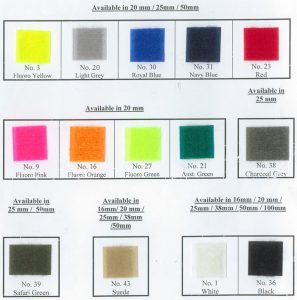 Available in 20 mm / 25mm / 50mm
No. 3
Fluoro Yellow
No. 20
Light Grey
No. 30
Royal Blue
No. 31
Navy Blue
No. 23
Red
Available in 20 mm
Available in
25 mm
No. 9
Fluoro Pink
No. 16
Fluoro Orange
No. 27
Fluoro Green
No. 21
Aust. Green
No. 38
Charcoal Grey
Available in
25 mm / 50mm
Available in
16mm/ 20 mm /
25mm / 38mm
/50mm
Available in 16mm / 20 mm /
25mm / 38mm / 50mm / 100mm
No. 39
Safari Green
No. 43
Suede
No. 1
White
No. 36
Black